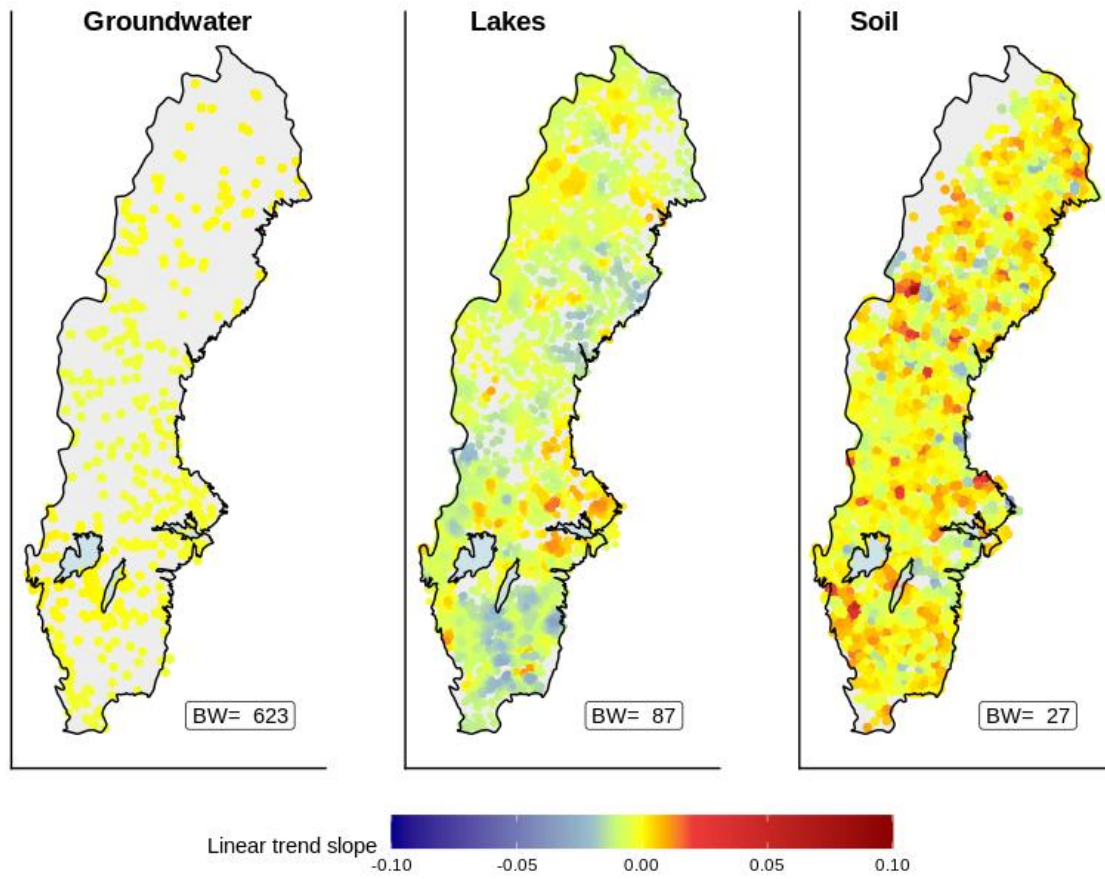 Groundwater
Lakes
Soil
BW= 623
BW= 87
BW= 27
Linear trend slope
-0.10 -0.05 0.00 0.05 0.10